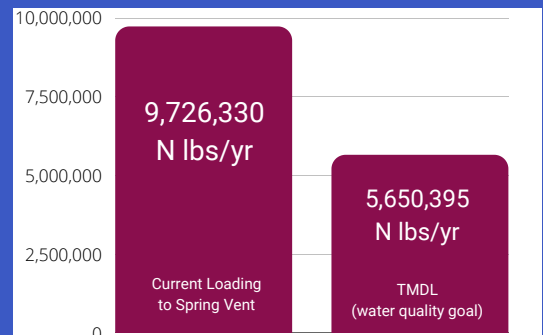 10,000,000
7,500,000
5,000,000
2,500,000
0
9,726,330
N lbs/yr
Current Loading
to Spring Vent
5,650,395
N lbs/yr
TMDL
(water quality goal)